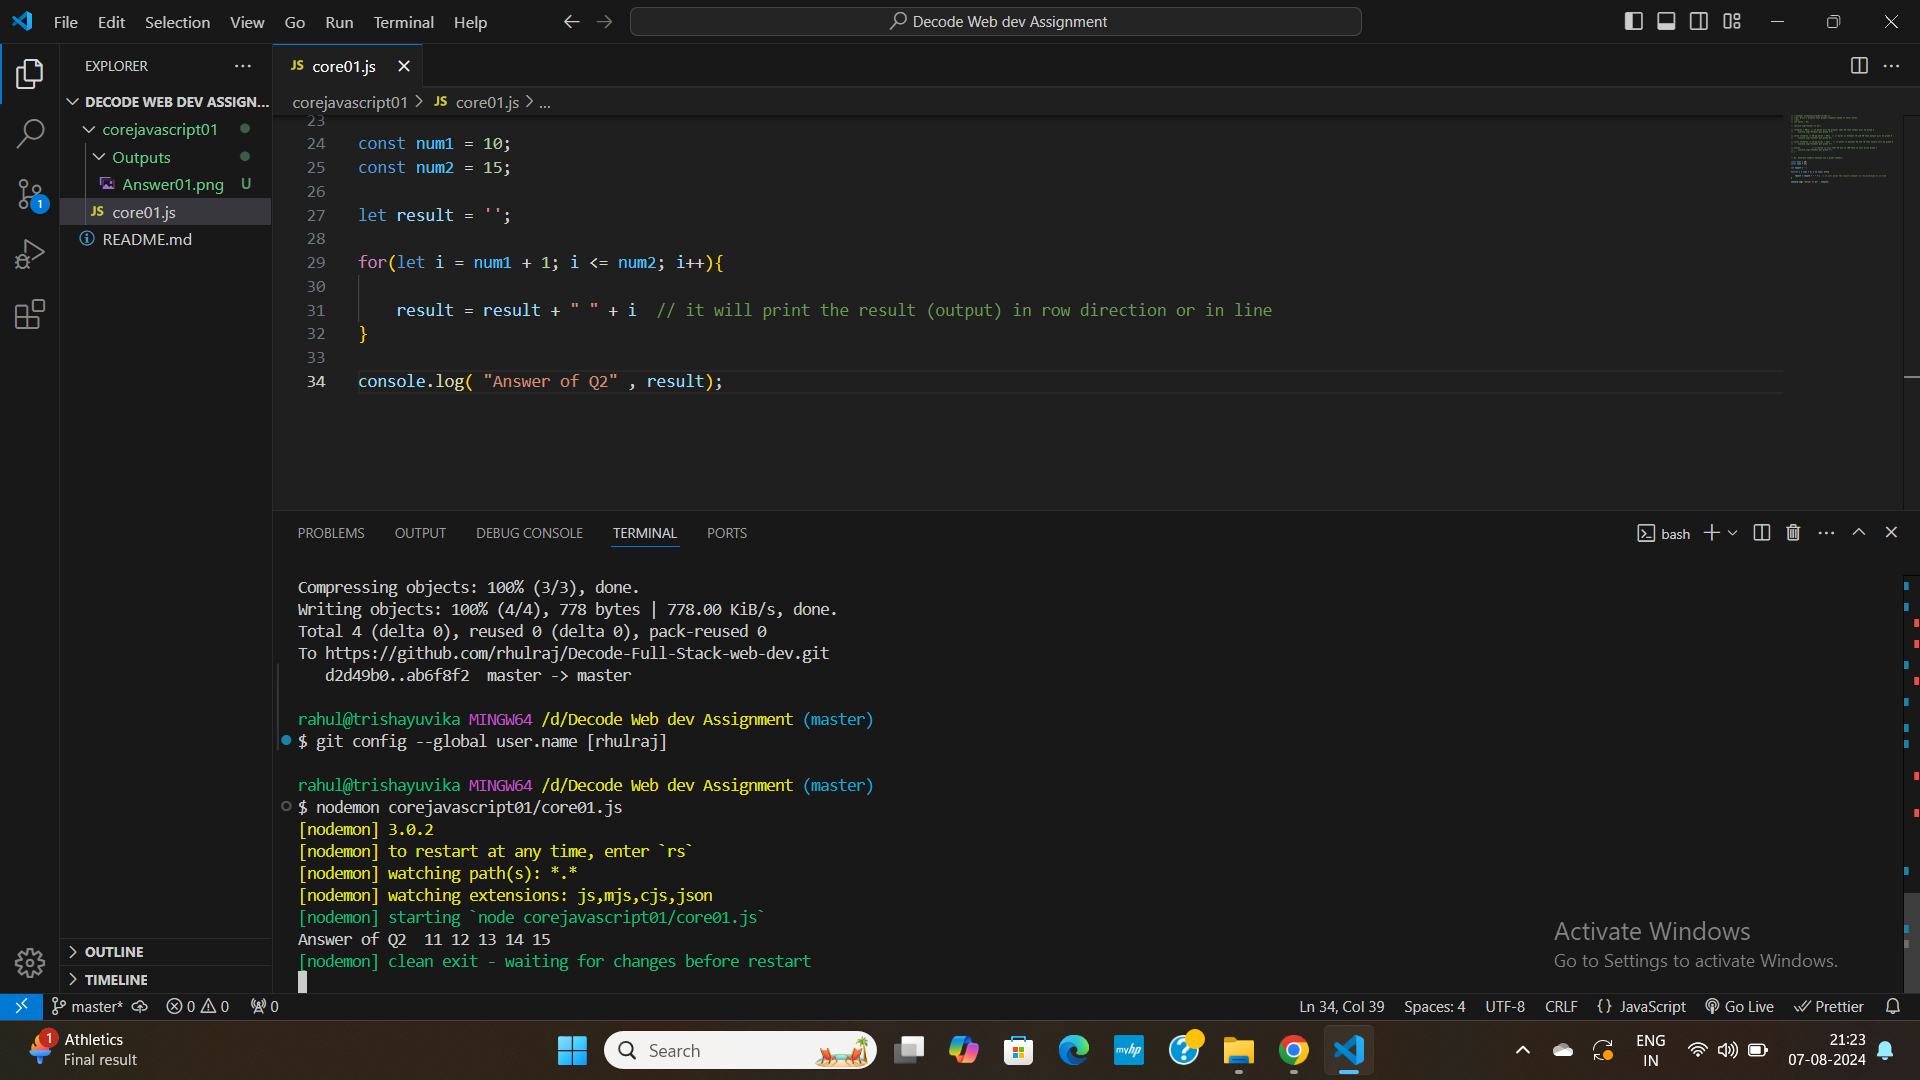 File Edit Selection View Go Run Terminal Help
Decode Web dev Assignment
EXPLORER
DECODE WEB DEV ASSIGN...
corejavascript01
Outputs
Answer01.png U
JS core01.js
README.md
1
OUTLINE
TIMELINE
JS core01.js
corejavascript01 > JS core01.js > ...
23
24 const num1 = 10;
25 const num2 = 15;
26
27 let result = '';
28
29 for(let i = num1 + 1; i <= num2; i++){
30
31 result = result + " " + i // it will print the result (output) in row direction or in line
32 }
33
34 console.log( "Answer of Q2" , result);
PROBLEMS OUTPUT DEBUG CONSOLE TERMINAL PORTS
bash
Compressing objects: 100% (3/3), done.
Writing objects: 100% (4/4), 778 bytes | 778.00 KiB/s, done.
Total 4 (delta 0), reused 0 (delta 0), pack-reused 0
To https://github.com/rhulraj/Decode-Full-Stack-web-dev.git
d2d49b0..ab6f8f2 master -> master
rahul@trishayuvika MINGW64 /d/Decode Web dev Assignment (master)
$ git config --global user.name [rhulraj]
rahul@trishayuvika MINGW64 /d/Decode Web dev Assignment (master)
$ nodemon corejavascript01/core01.js
[nodemon] 3.0.2
[nodemon] to restart at any time, enter `rs`
[nodemon] watching path(s): *.*
[nodemon] watching extensions: js,mjs,cjs,json
[nodemon] starting `node corejavascript01/core01.js`
Answer of Q2  11 12 13 14 15
[nodemon] clean exit - waiting for changes before restart
Activate Windows
Go to Settings to activate Windows.
master* 0 0 0
Ln 34, Col 39 Spaces: 4 UTF-8 CRLF {} JavaScript Go Live Prettier
1 Athletics
Final result
Search
myhp
ENG
IN
21:23
07-08-2024